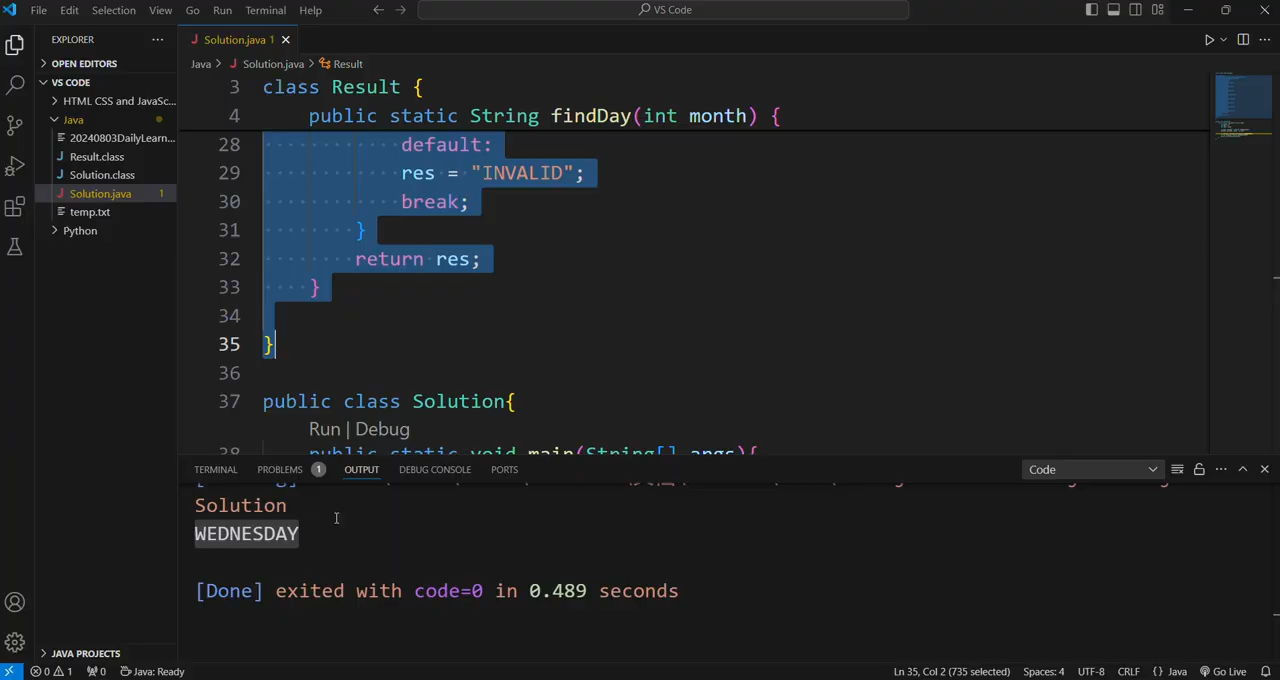 File Edit Selection View Go Run Terminal Help VS Code
EXPLORER
OPEN EDITORS
VS CODE
HTML CSS and JavaSc...
Java
20240803DailyLearn...
Result.class
Solution.class
Solution.java 1
temp.txt
Python
JAVA PROJECTS
Solution.java 1
Java > Solution.java > Result
3 class Result {
4 public static String findDay(int month) {
28 default:
29 res = "INVALID";
30 break;
31 }
32 return res;
33 }
34
35 }
36
37 public class Solution{
Run | Debug
38 public static void main(String[] args){
TERMINAL PROBLEMS 1 OUTPUT DEBUG CONSOLE PORTS Code
Solution
WEDNESDAY
[Done] exited with code=0 in 0.489 seconds
0 1 0 Java: Ready Ln 35, Col 2 (735 selected) Spaces: 4 UTF-8 CRLF {} Java Go Live